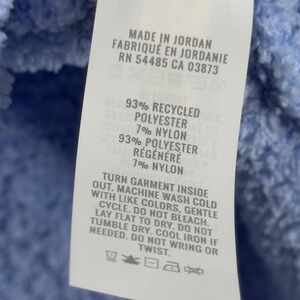 MADE IN JORDAN
FABRIQUÉ EN JORDANIE
RN 54485 CA 03873
93% RECYCLED
POLYESTER
7% NYLON
93% POLYESTER
RÉGÉNÉRÉ
7% NYLON
TURN GARMENT INSIDE
OUT. MACHINE WASH COLD
WITH LIKE COLORS, GENTLE
CYCLE. DO NOT BLEACH.
LAY FLAT TO DRY. DO NOT
TUMBLE DRY. COOL IRON IF
NEEDED. DO NOT WRING OR
TWIST.